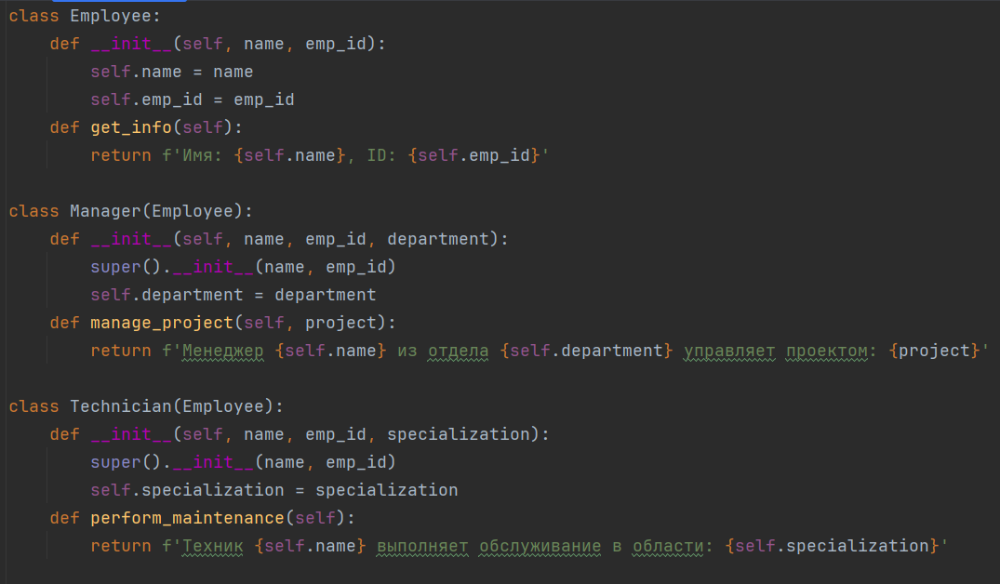 class Employee:
    def __init__(self, name, emp_id):
        self.name = name
        self.emp_id = emp_id
    def get_info(self):
        return f'Имя: {self.name}, ID: {self.emp_id}'

class Manager(Employee):
    def __init__(self, name, emp_id, department):
        super().__init__(name, emp_id)
        self.department = department
    def manage_project(self, project):
        return f'Менеджер {self.name} из отдела {self.department} управляет проектом: {project}'

class Technician(Employee):
    def __init__(self, name, emp_id, specialization):
        super().__init__(name, emp_id)
        self.specialization = specialization
    def perform_maintenance(self):
        return f'Техник {self.name} выполняет обслуживание в области: {self.specialization}'